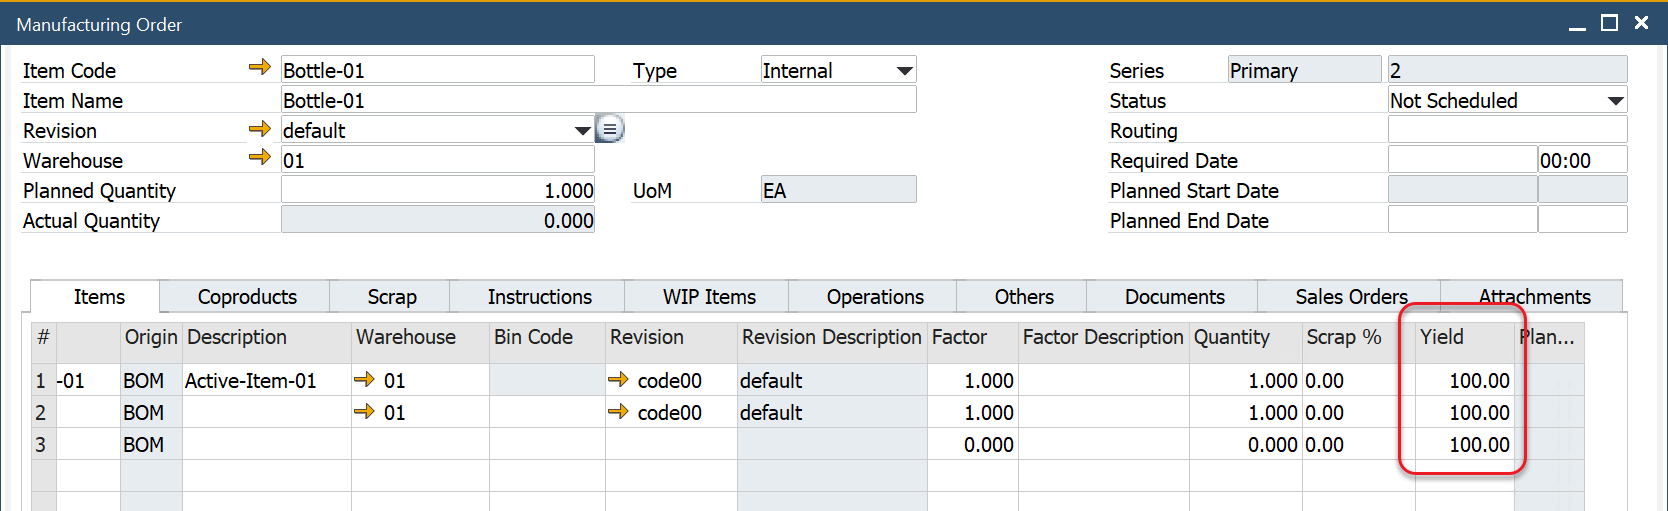 Manufacturing Order
Item Code Bottle-01 Type Internal Series Primary 2
Item Name Bottle-01 Status Not Scheduled
Revision default Routing
Warehouse 01 Required Date 00:00
Planned Quantity 1.000 UoM EA Planned Start Date
Actual Quantity 0.000 Planned End Date
Items Coproducts Scrap Instructions WIP Items Operations Others Documents Sales Orders Attachments
# Origin Description Warehouse Bin Code Revision Revision Description Factor Factor Description Quantity Scrap % Yield Plan...
1 -01 BOM Active-Item-01 01 code00 default 1.000 1.000 0.00 100.00
2 BOM 01 code00 default 1.000 1.000 0.00 100.00
3 BOM 0.000 0.000 0.00 100.00